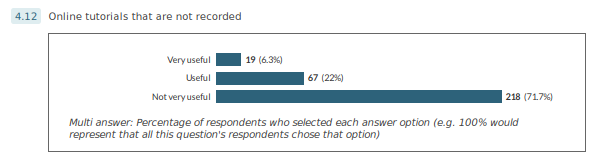 4.12 Online tutorials that are not recorded
Very useful 19 (6.3%)
Useful 67 (22%)
Not very useful 218 (71.7%)
Multi answer: Percentage of respondents who selected each answer option (e.g. 100% would
represent that all this question's respondents chose that option)